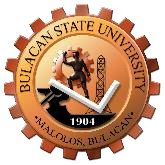 BULACAN STATE UNIVERSITY
1904
•MALOLOS, BULACAN•